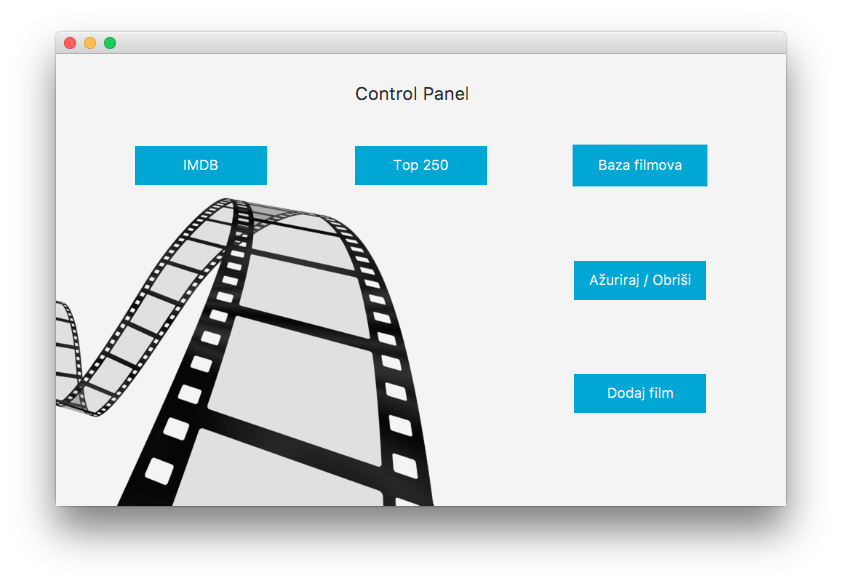 Control Panel
IMDB
Top 250
Baza filmova
Ažuriraj / Obriši
Dodaj film